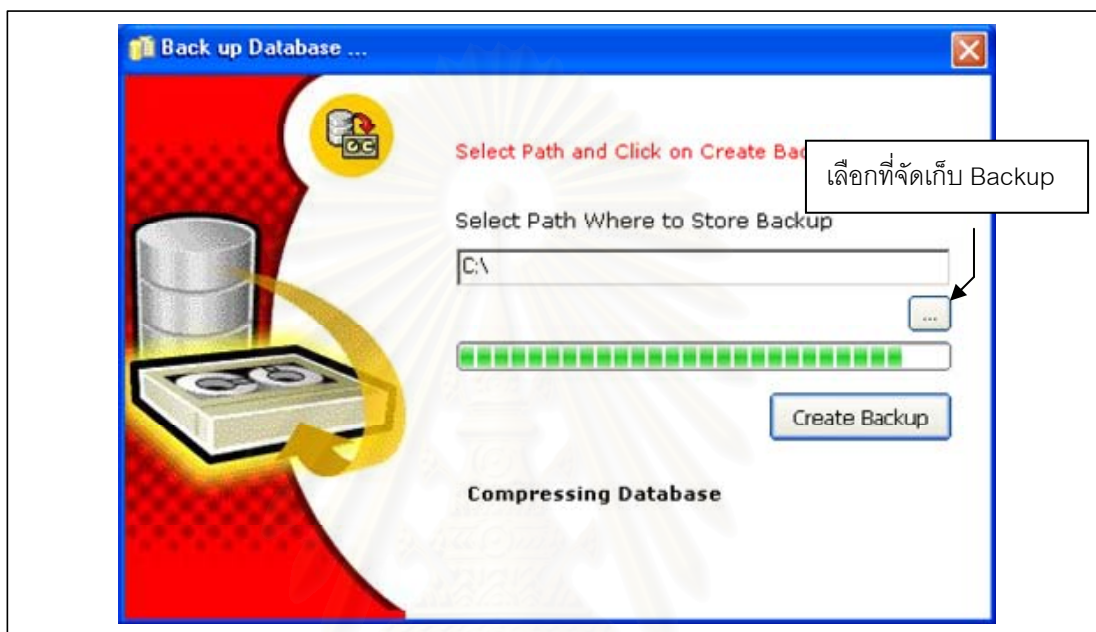 Back up Database ...
Select Path and Click on Create
เลือกที่จัดเก็บ Backup
Select Path Where to Store Backup
C:\
...
Create Backup
Compressing Database